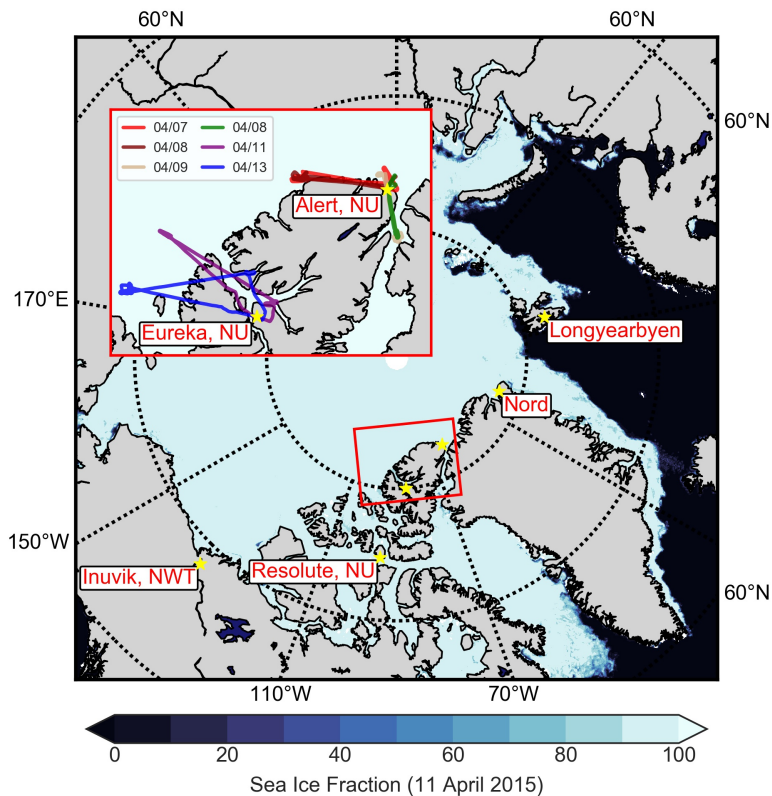 60°N 60°N
60°N
04/07 04/08
04/08 04/11
04/09 04/13
Alert, NU
170°E
Eureka, NU
Longyearbyen
Nord
150°W
Inuvik, NWT
Resolute, NU
60°N
110°W 70°W
0 20 40 60 80 100
Sea Ice Fraction (11 April 2015)